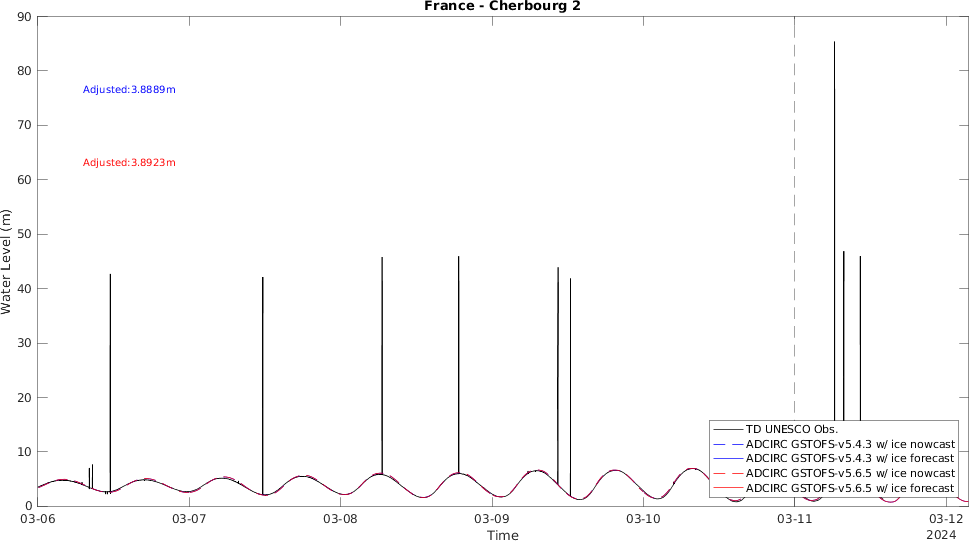 France - Cherbourg 2
90
80
70
60
50
40
30
20
10
0
Water Level (m)
Adjusted:3.8889m
Adjusted:3.8923m
TD UNESCO Obs.
ADCIRC GSTOFS-v5.4.3 w/ ice nowcast
ADCIRC GSTOFS-v5.4.3 w/ ice forecast
ADCIRC GSTOFS-v5.6.5 w/ ice nowcast
ADCIRC GSTOFS-v5.6.5 w/ ice forecast
03-06 03-07 03-08 03-09 03-10 03-11 03-12
Time
2024